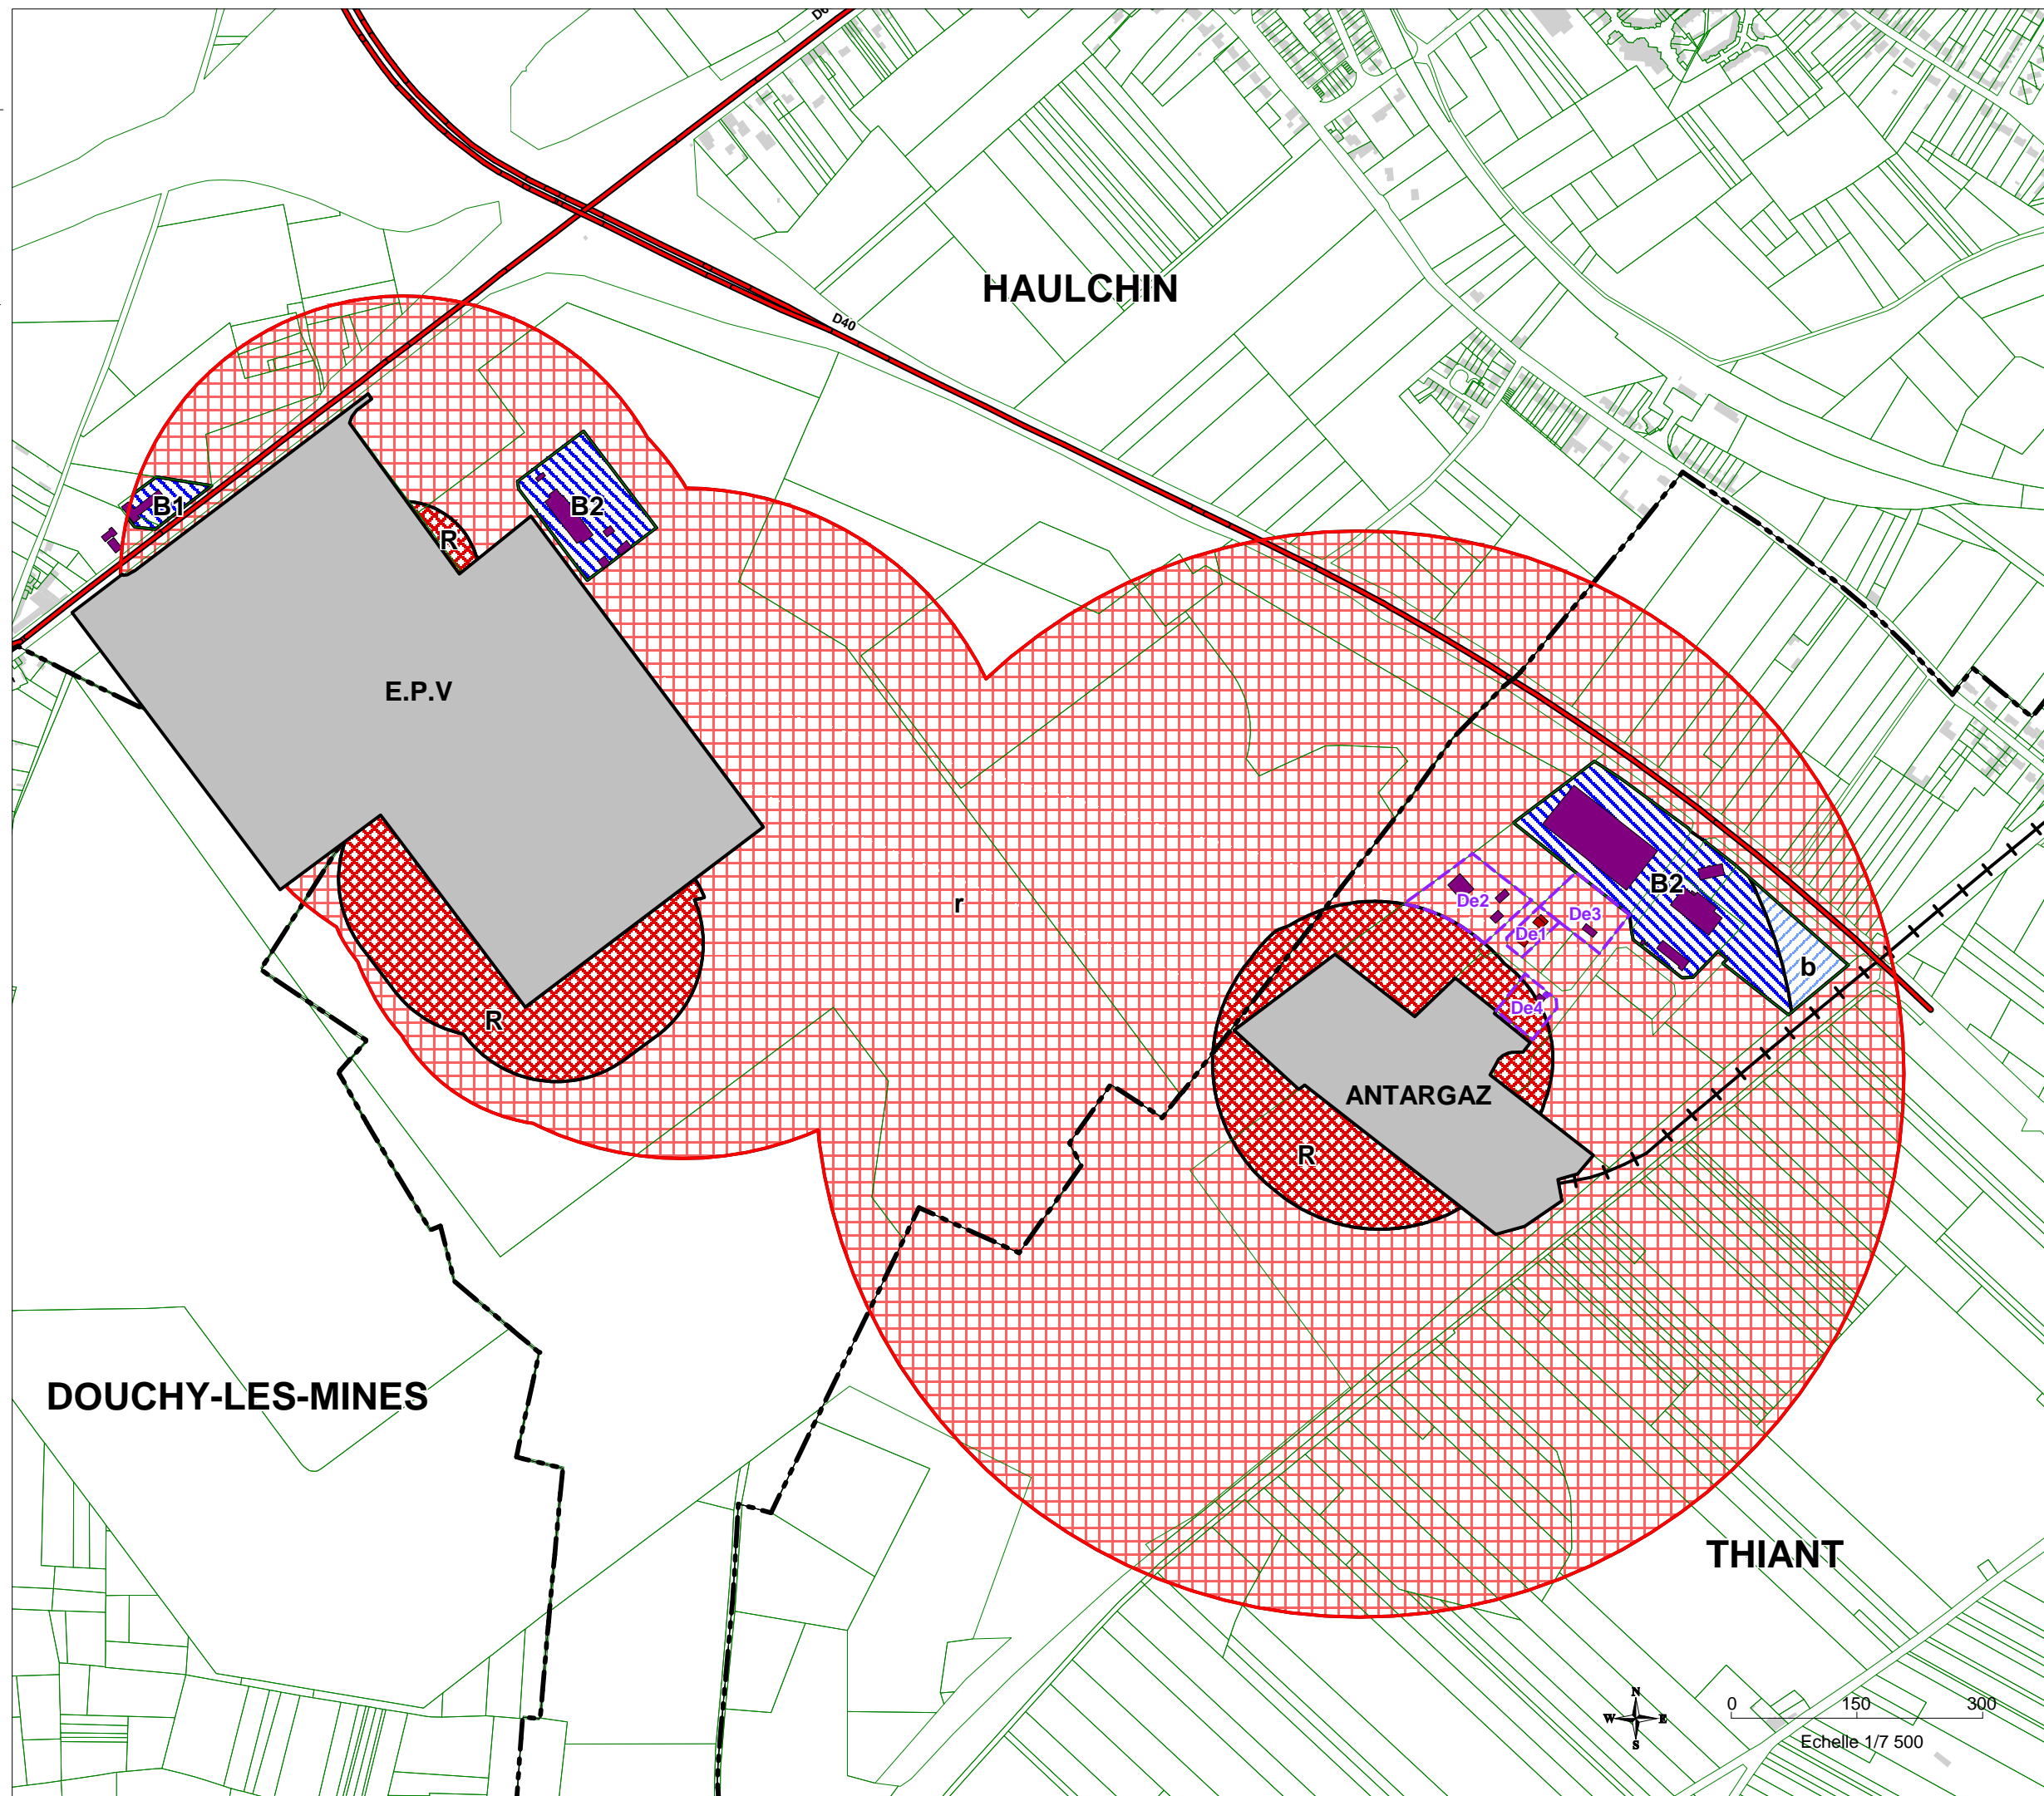 HAULCHIN
D40
B1
B2
R
E.P.V
r
B2
De2
De3
De1
b
De4
R
ANTARGAZ
R
DOUCHY-LES-MINES
THIANT
N
W E
S
0 150 300
Echelle 1/7 500